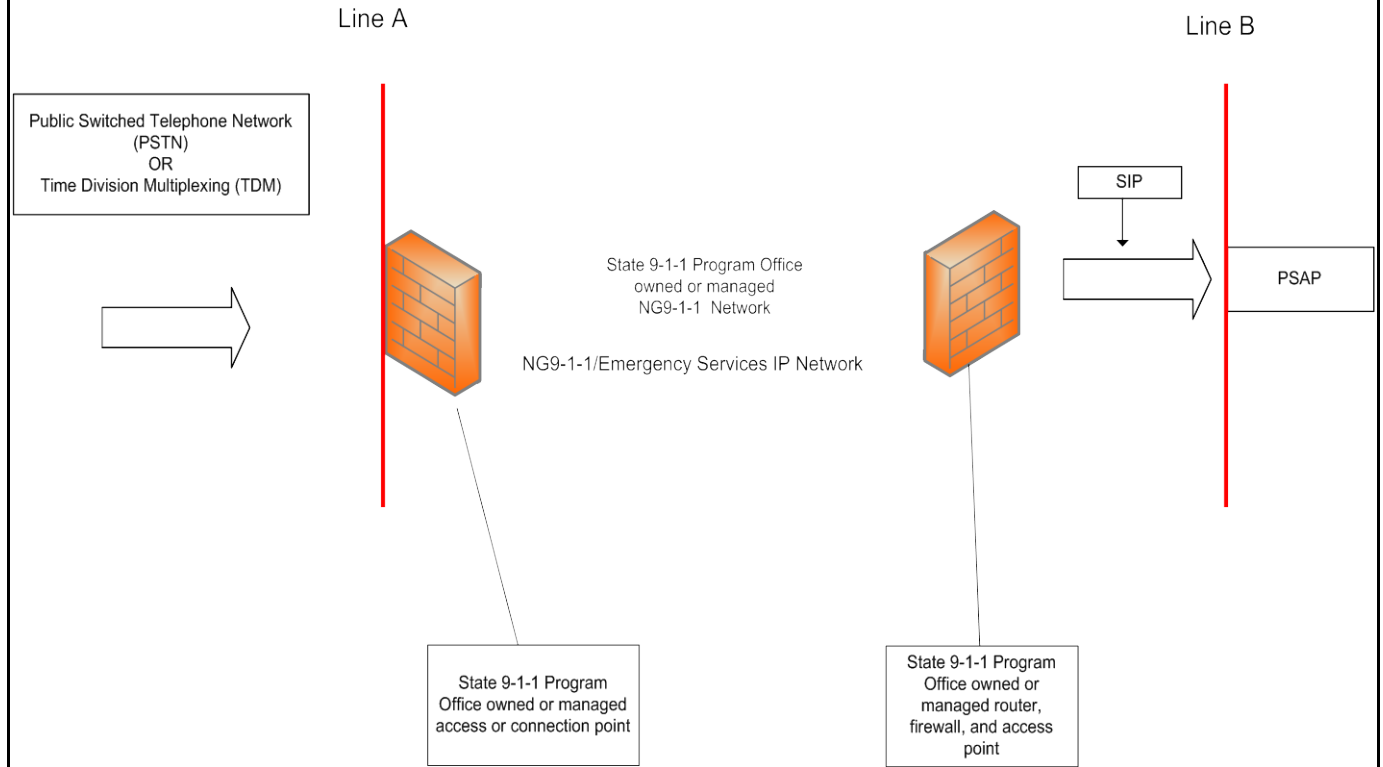 Line A
Line B
Public Switched Telephone Network
(PSTN)
OR
Time Division Multiplexing (TDM)
SIP
State 9-1-1 Program Office
owned or managed
NG9-1-1 Network
NG9-1-1/Emergency Services IP Network
PSAP
State 9-1-1 Program
Office owned or managed
access or connection point
State 9-1-1 Program
Office owned or
managed router,
firewall, and access
point